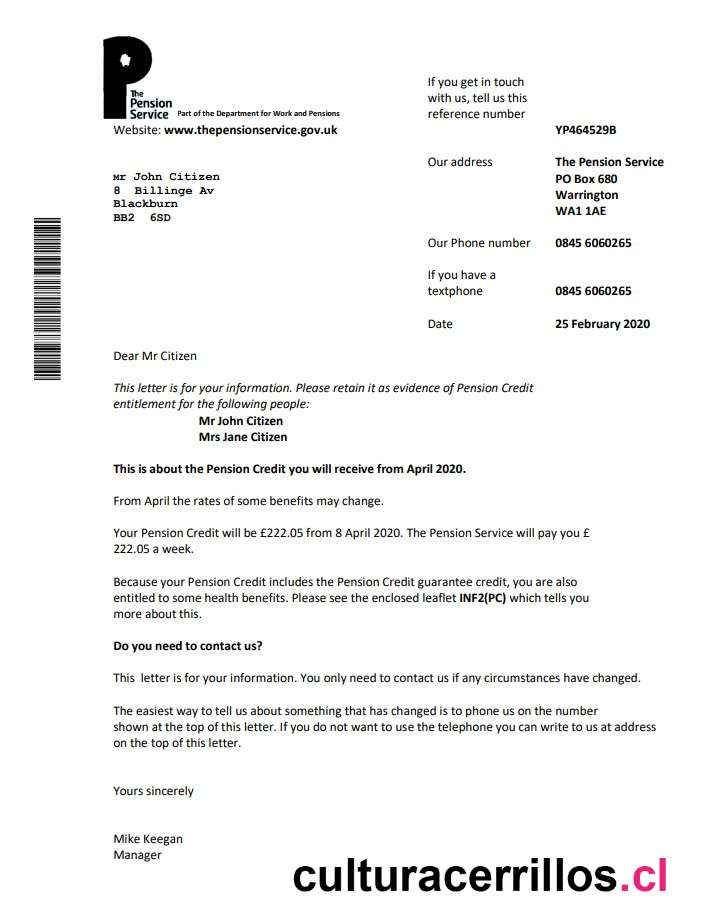 The
Pension
Service Part of the Department for Work and Pensions
Website: www.thepensionservice.gov.uk
If you get in touch
with us, tell us this
reference number
YP464529B
Our address
The Pension Service
PO Box 680
Warrington
WA1 1AE
Mr John Citizen
8 Billinge Av
Blackburn
BB2 6SD
Our Phone number 0845 6060265
If you have a
textphone 0845 6060265
Date 25 February 2020
Dear Mr Citizen
This letter is for your information. Please retain it as evidence of Pension Credit
entitlement for the following people:
Mr John Citizen
Mrs Jane Citizen
This is about the Pension Credit you will receive from April 2020.
From April the rates of some benefits may change.
Your Pension Credit will be £222.05 from 8 April 2020. The Pension Service will pay you £
222.05 a week.
Because your Pension Credit includes the Pension Credit guarantee credit, you are also
entitled to some health benefits. Please see the enclosed leaflet INF2(PC) which tells you
more about this.
Do you need to contact us?
This letter is for your information. You only need to contact us if any circumstances have changed.
The easiest way to tell us about something that has changed is to phone us on the number
shown at the top of this letter. If you do not want to use the telephone you can write to us at address
on the top of this letter.
Yours sincerely
Mike Keegan
Manager
culturacerrillos.cl